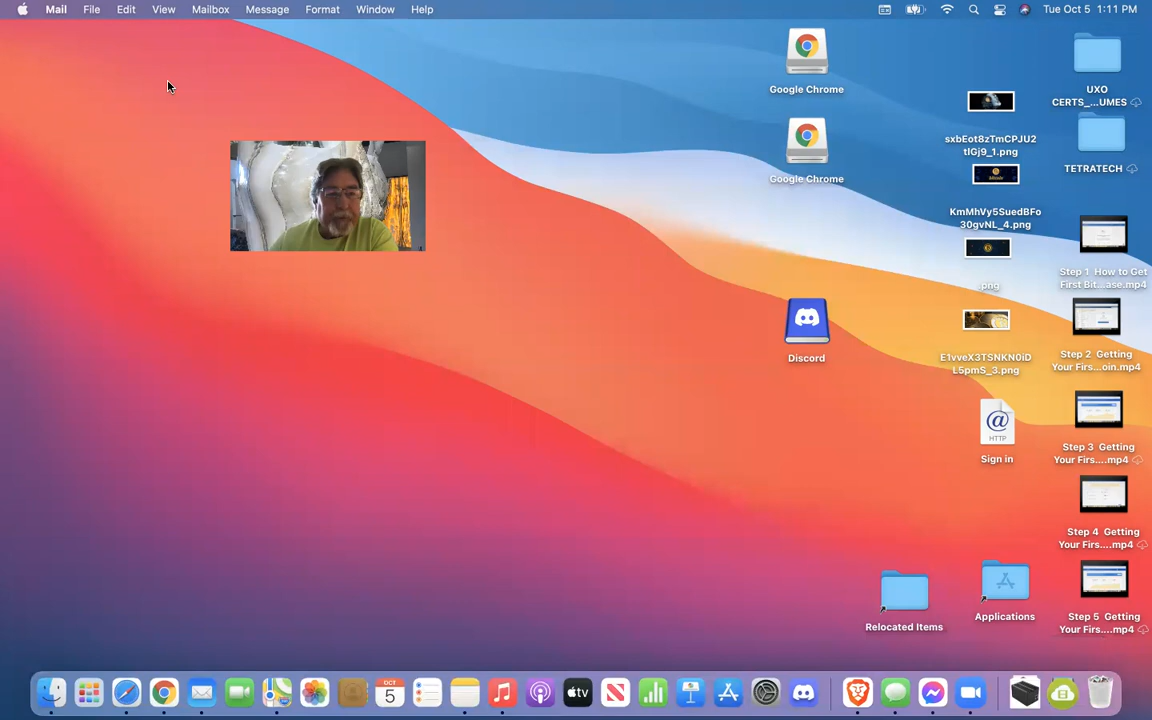 Mail File Edit View Mailbox Message Format Window Help Tue Oct 5 1:11 PM
Google Chrome
Google Chrome
Discord
sxbEot8zTmCPJU2
tIGj9_1.png
KmMhVy5SuedBFo
30gvNL_4.png
.png
E1vveX3TSNKN0iD
L5pmS_3.png
HTTP
Sign in
Relocated Items
Applications
UXO
CERTS_...UMES
TETRATECH
Step 1 How to Get
First Bit...ase.mp4
Step 2 Getting
Your Firs...oin.mp4
Step 3 Getting
Your Firs....mp4
Step 4 Getting
Your Firs....mp4
Step 5 Getting
Your Firs....mp4
OCT
5
tv